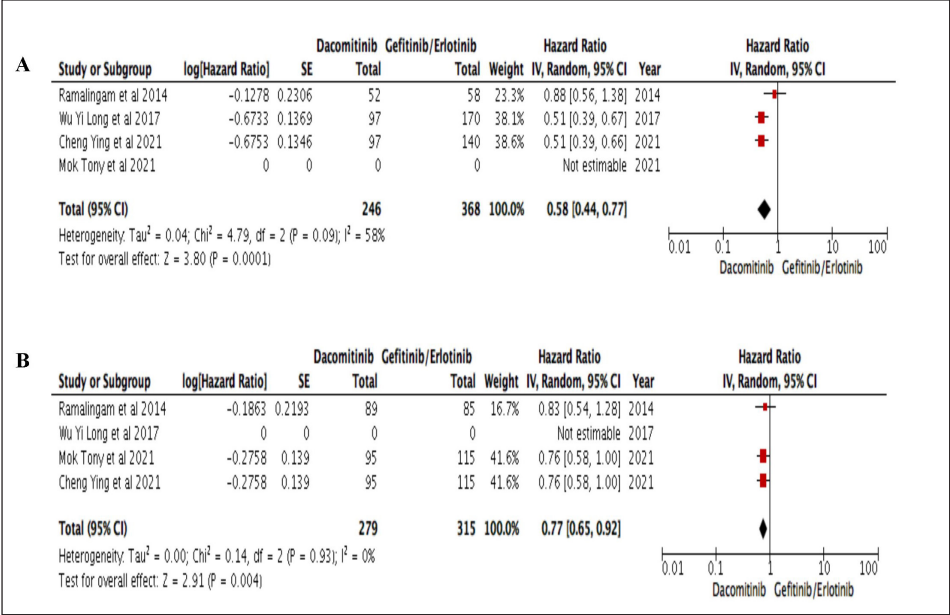 A
Dacomitinib Gefitinib/Erlotinib Hazard Ratio Hazard Ratio
Study or Subgroup log[Hazard Ratio] SE Total Total Weight IV, Random, 95% CI Year IV, Random, 95% CI
Ramalingam et al 2014 −0.1278 0.2306 52 58 23.3% 0.88 [0.56, 1.38] 2014
Wu Yi Long et al 2017 −0.6733 0.1369 97 170 38.1% 0.51 [0.39, 0.67] 2017
Cheng Ying et al 2021 −0.6753 0.1346 97 140 38.6% 0.51 [0.39, 0.66] 2021
Mok Tony et al 2021 0 0 0 0 Not estimable 2021
Total (95% CI) 246 368 100.0% 0.58 [0.44, 0.77]
Heterogeneity: Tau² = 0.04; Chi² = 4.79, df = 2 (P = 0.09); I² = 58%
Test for overall effect: Z = 3.80 (P = 0.0001)
0.01 0.1 1 10 100
Dacomitinib Gefitinib/Erlotinib
B
Dacomitinib Gefitinib/Erlotinib Hazard Ratio Hazard Ratio
Study or Subgroup log[Hazard Ratio] SE Total Total Weight IV, Random, 95% CI Year IV, Random, 95% CI
Ramalingam et al 2014 −0.1863 0.2193 89 85 16.7% 0.83 [0.54, 1.28] 2014
Wu Yi Long et al 2017 0 0 0 0 Not estimable 2017
Mok Tony et al 2021 −0.2758 0.139 95 115 41.6% 0.76 [0.58, 1.00] 2021
Cheng Ying et al 2021 −0.2758 0.139 95 115 41.6% 0.76 [0.58, 1.00] 2021
Total (95% CI) 279 315 100.0% 0.77 [0.65, 0.92]
Heterogeneity: Tau² = 0.00; Chi² = 0.14, df = 2 (P = 0.93); I² = 0%
Test for overall effect: Z = 2.91 (P = 0.004)
0.01 0.1 1 10 100
Dacomitinib Gefitinib/Erlotinib